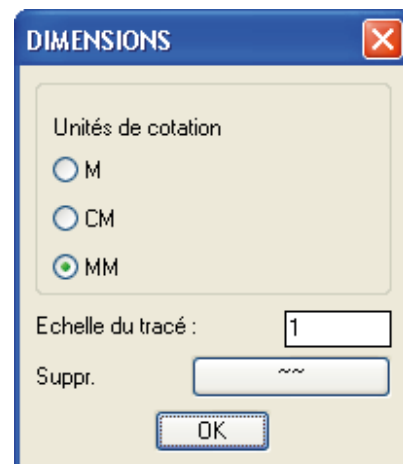 DIMENSIONS
Unités de cotation
M
CM
MM
Echelle du tracé :
1
Suppr.
~~
OK